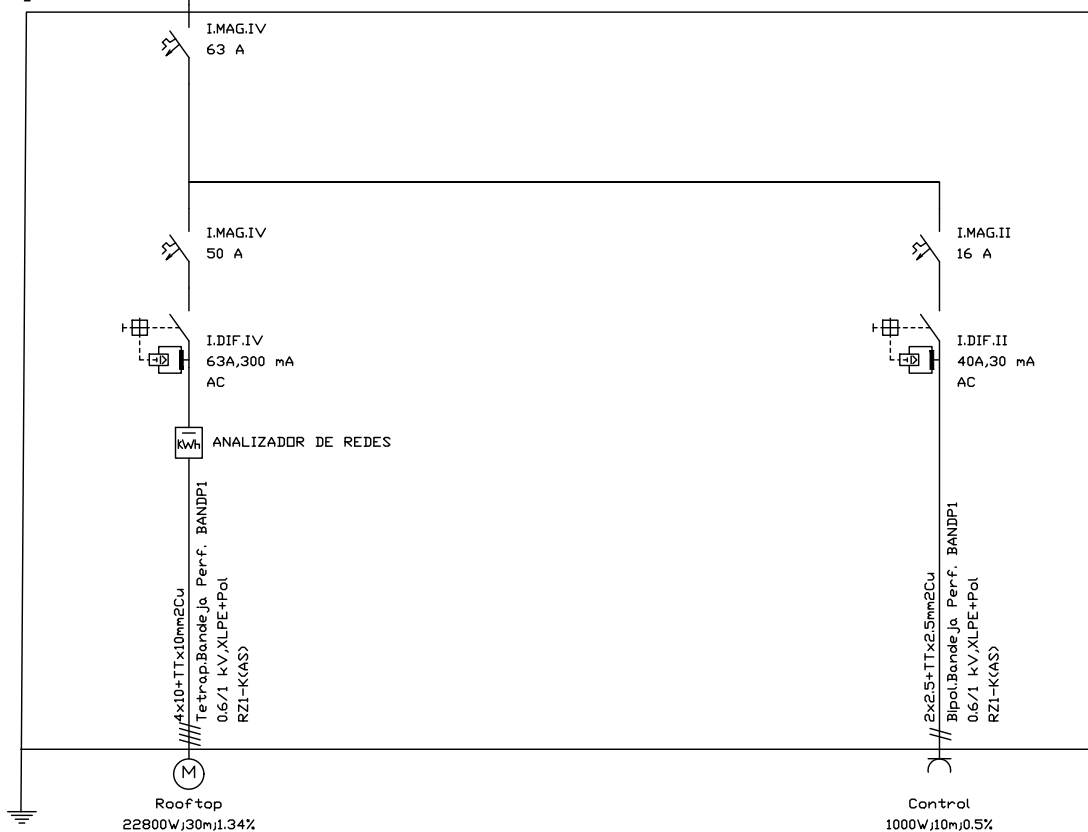 I.MAG.IV
63 A
I.MAG.IV
50 A
I.DIF.IV
63A,300 mA
AC
KWh
ANALIZADOR DE REDES
4x10+TTx10mm2Cu
Tetrap.Bandeja Perf. BANDP1
0.6/1 kV,XLPE+Pol
RZ1-K(AS)
M
Rooftop
22800W;30m;1.34%
I.MAG.II
16 A
I.DIF.II
40A,30 mA
AC
2x2.5+TTx2.5mm2Cu
Bipol.Bandeja Perf. BANDP1
0.6/1 kV,XLPE+Pol
RZ1-K(AS)
Control
1000W;10m;0.5%